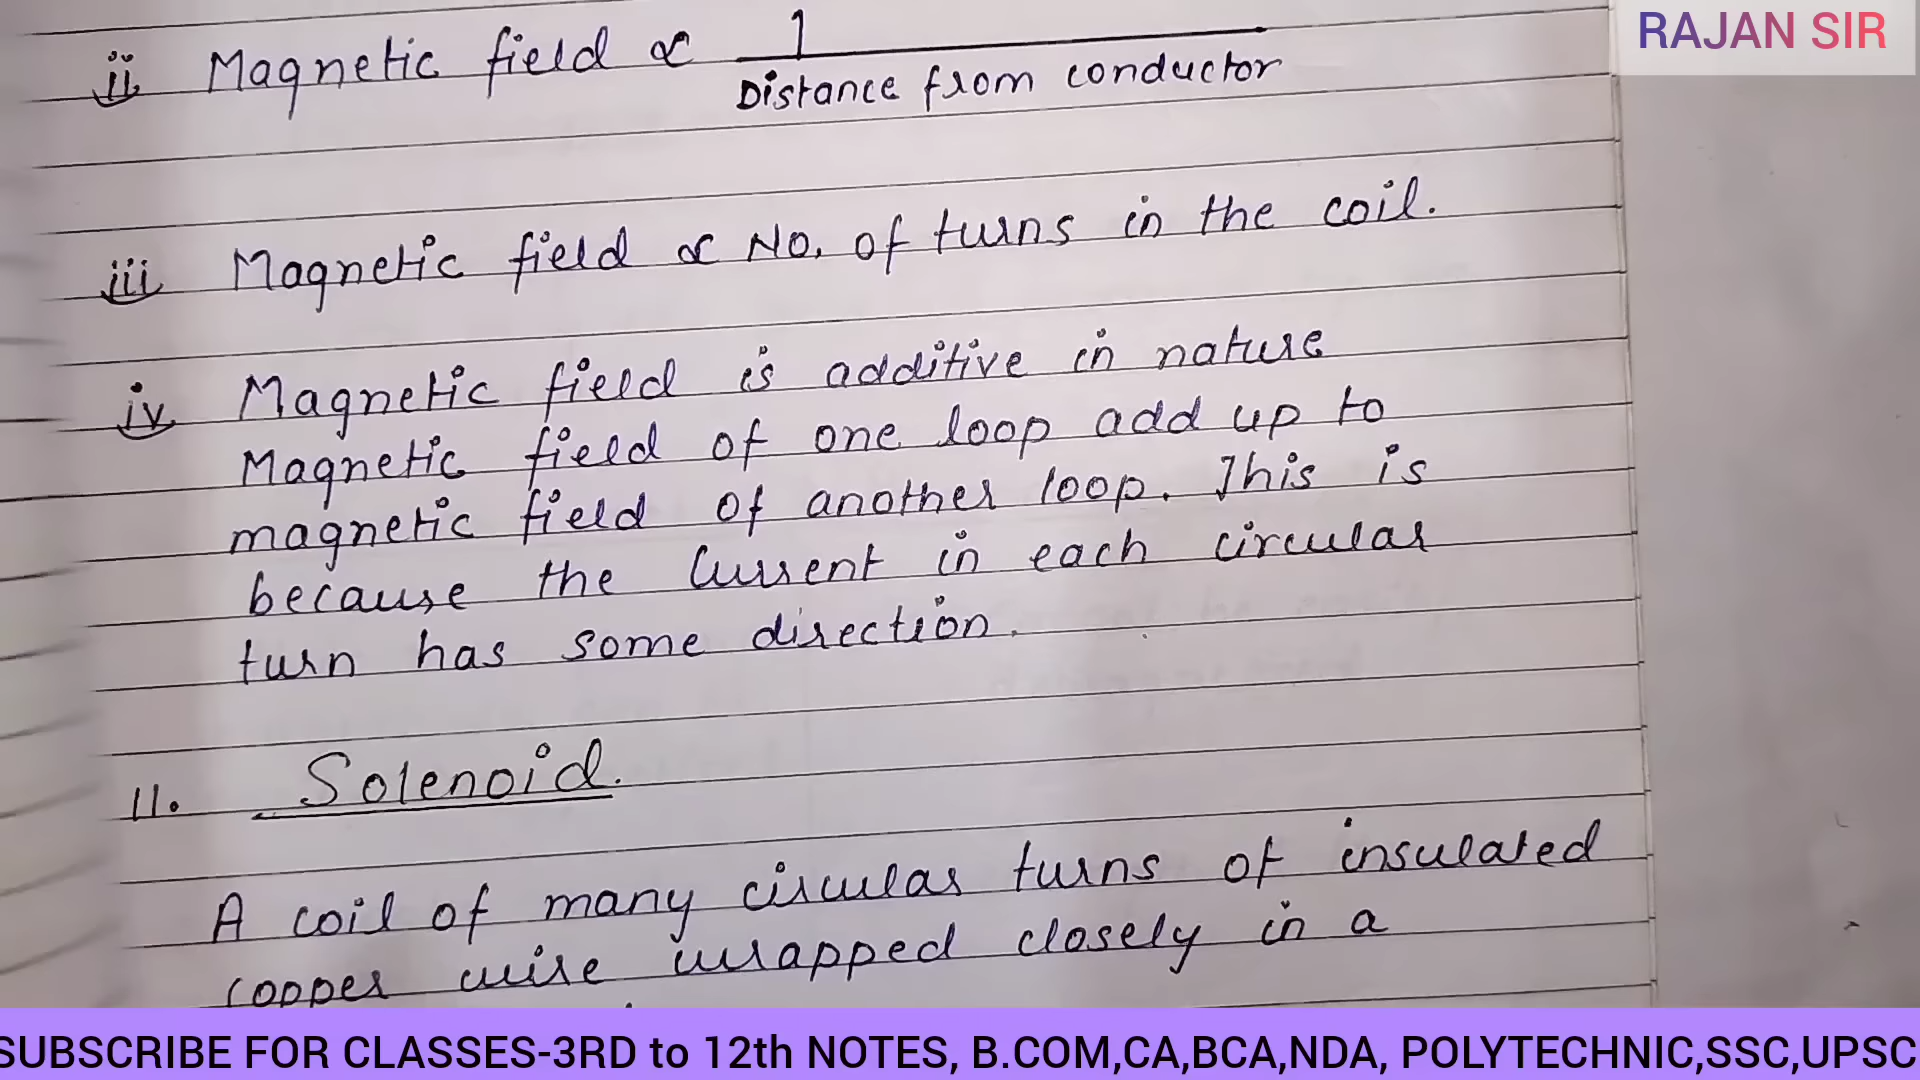 RAJAN SIR
ii Magnetic field ∝ 1
Distance from conductor
iii Magnetic field ∝ No. of turns in the coil.
iv. Magnetic field is additive in nature
Magnetic field of one loop add up to
magnetic field of another loop. This is
because the Current in each circular
turn has some direction.
11. Solenoid.
A coil of many circular turns of insulated
copper wire wrapped closely in a
SUBSCRIBE FOR CLASSES-3RD to 12th NOTES, B.COM,CA,BCA,NDA, POLYTECHNIC,SSC,UPSC